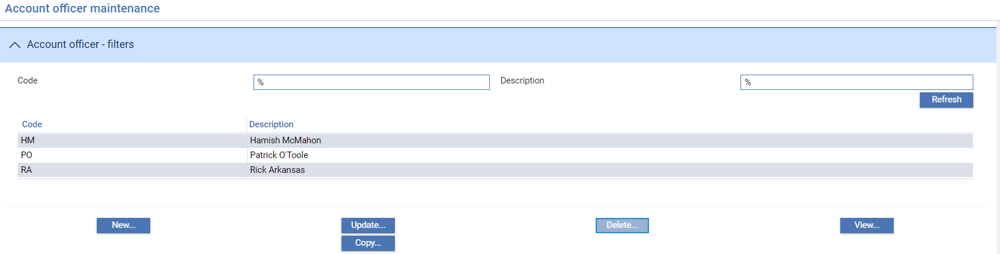 Account officer maintenance
Account officer - filters
Code % Description %
Refresh
Code Description
HM Hamish McMahon
PO Patrick O'Toole
RA Rick Arkansas
New... Update... Delete... View...
Copy...